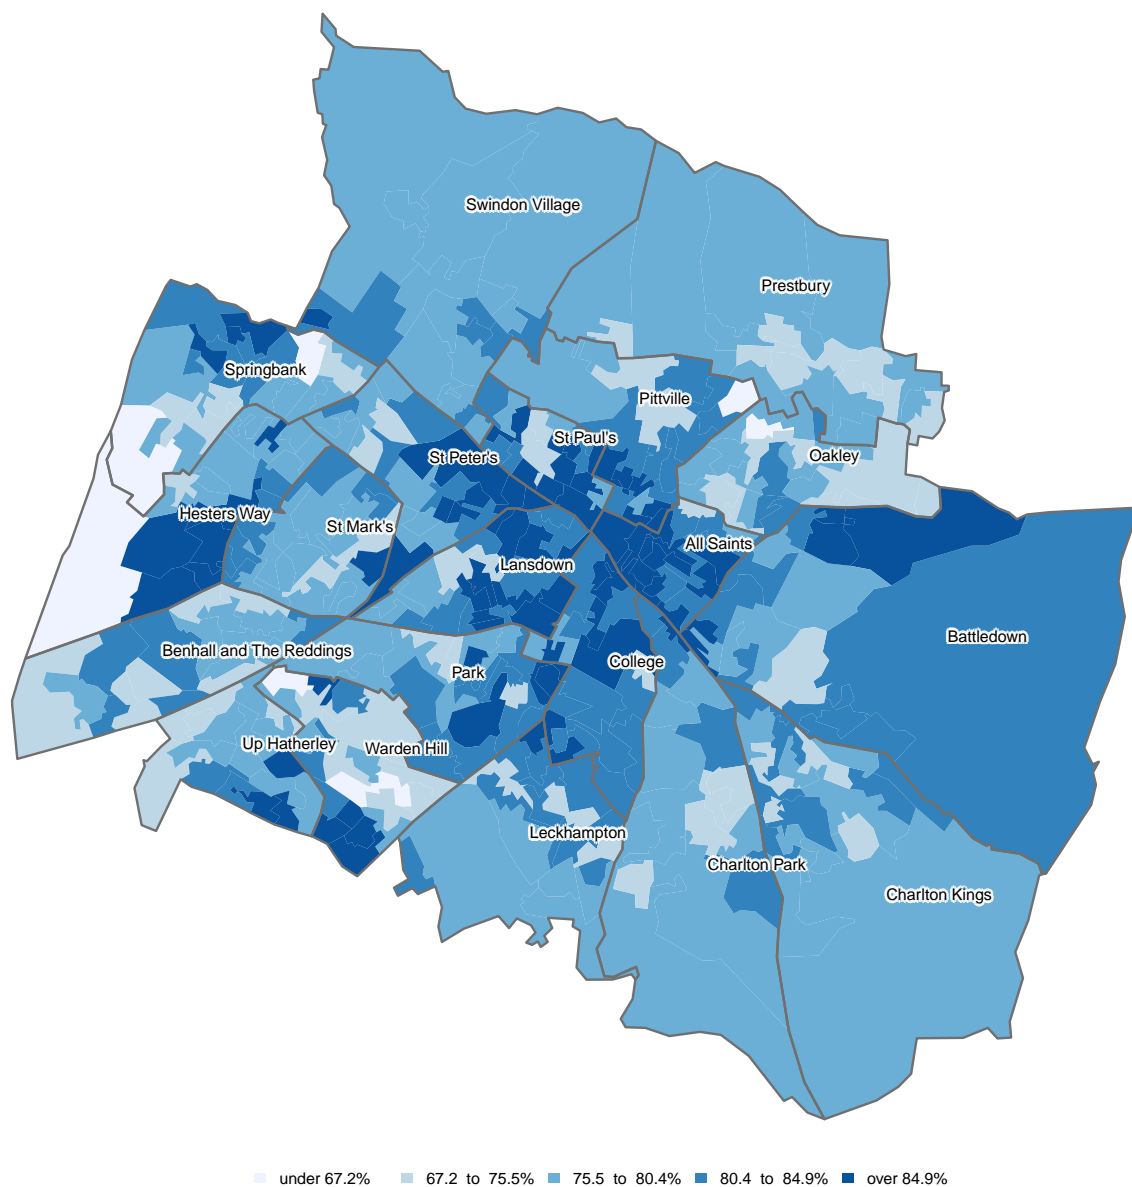 Swindon Village
Prestbury
Springbank
Pittville
St Paul's
St Peter's
Oakley
Hesters Way
St Mark's
All Saints
Lansdown
Battledown
Benhall and The Reddings
College
Park
Up Hatherley
Warden Hill
Leckhampton
Charlton Park
Charlton Kings
under 67.2% 67.2 to 75.5% 75.5 to 80.4% 80.4 to 84.9% over 84.9%